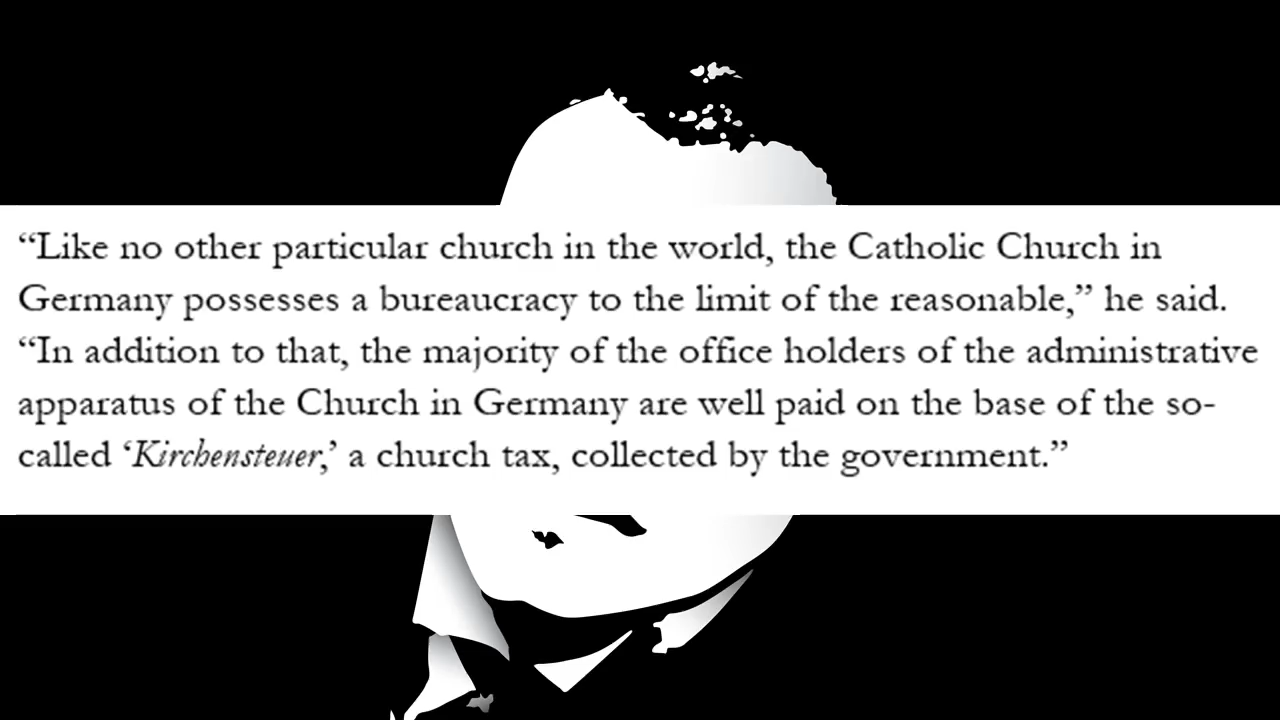 “Like no other particular church in the world, the Catholic Church in
Germany possesses a bureaucracy to the limit of the reasonable,” he said.
“In addition to that, the majority of the office holders of the administrative
apparatus of the Church in Germany are well paid on the base of the so-
called ‘Kirchensteuer,’ a church tax, collected by the government.”